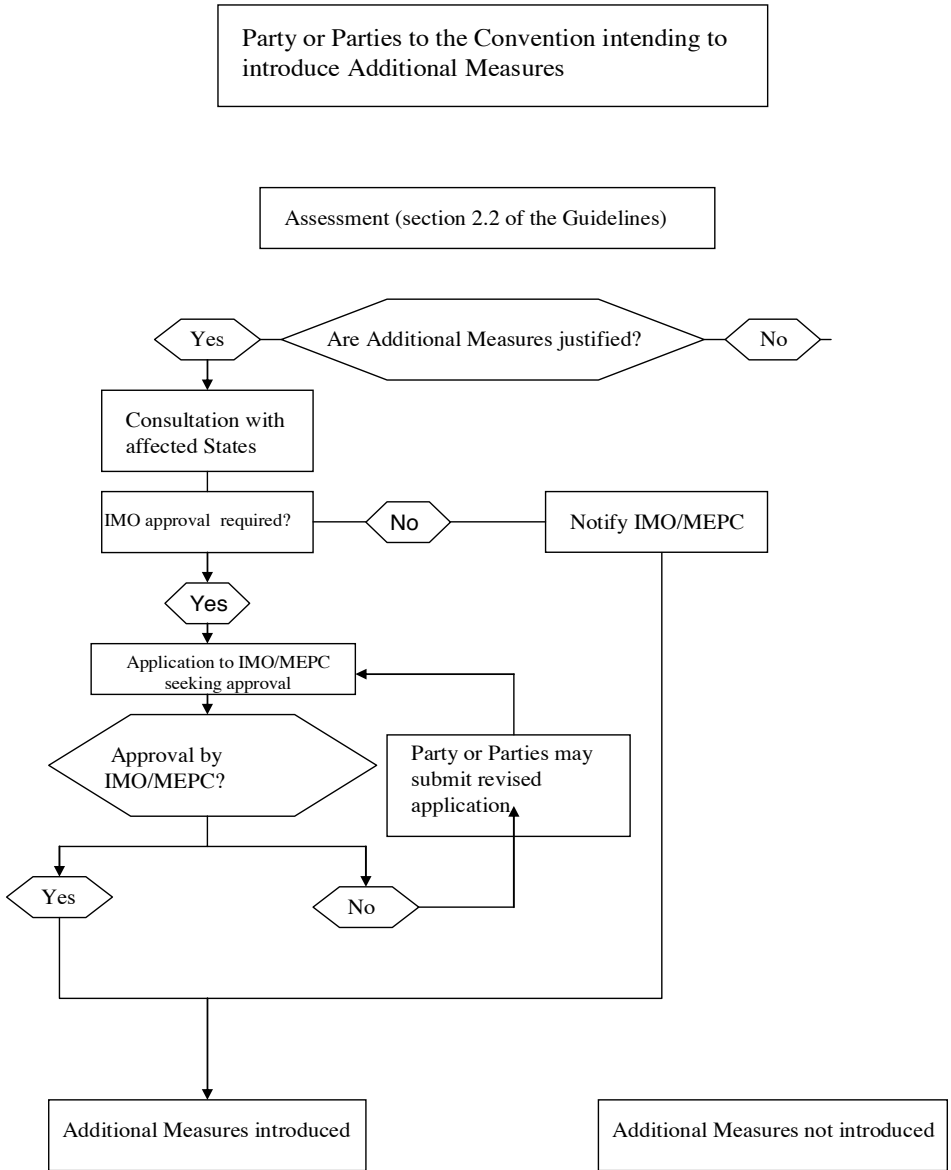 Party or Parties to the Convention intending to
introduce Additional Measures
Assessment (section 2.2 of the Guidelines)
Yes
Are Additional Measures justified?
No
Consultation with
affected States
IMO approval required?
No
Notify IMO/MEPC
Yes
Application to IMO/MEPC
seeking approval
Approval by
IMO/MEPC?
Party or Parties may
submit revised
application
Yes
No
Additional Measures introduced
Additional Measures not introduced